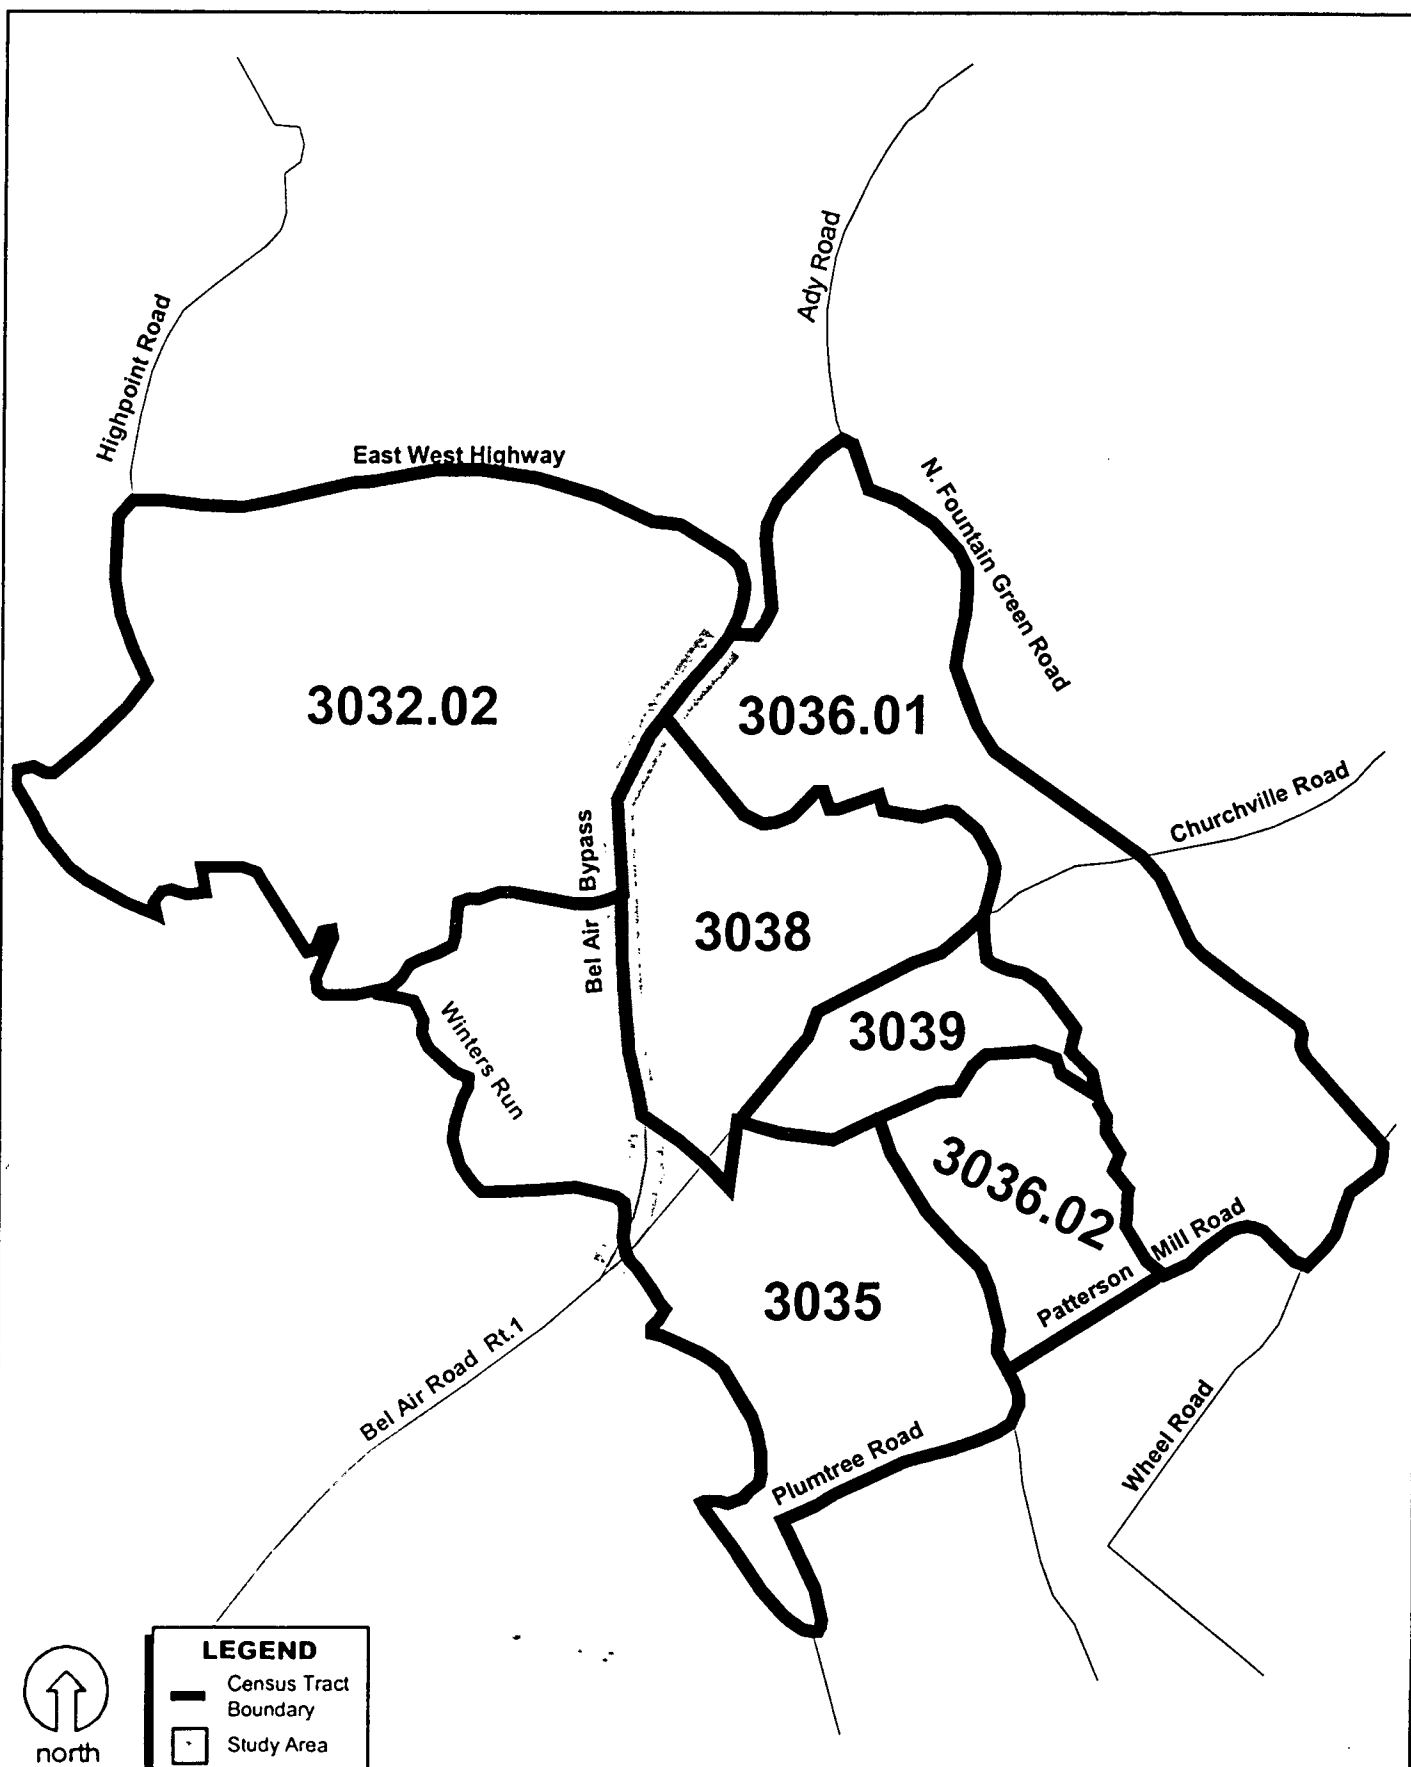 Ady Road
Highpoint Road
East West Highway
N. Fountain Green Road
3032.02
3036.01
Churchville Road
Bel Air Bypass
3038
3039
Winters Run
3036.02
Patterson Mill Road
3035
Bel Air Road Rt.1
Wheel Road
Plumtree Road
LEGEND
Census Tract
Boundary
Study Area
north